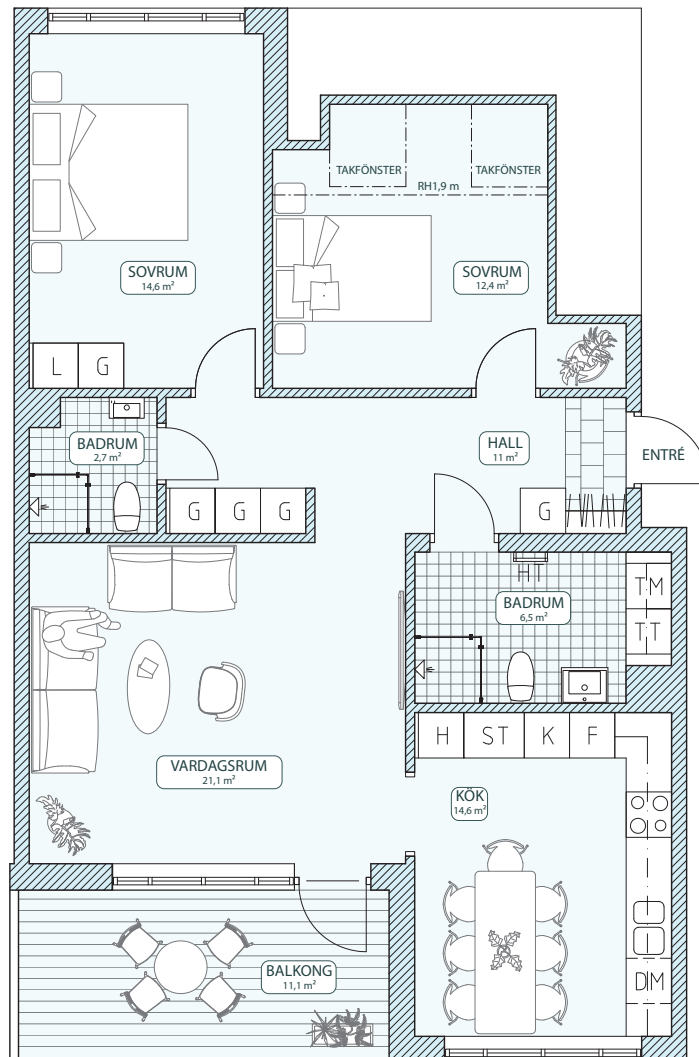 TAKFÖNSTER
TAKFÖNSTER
RH1,9 m
SOVRUM
14,6 m²
SOVRUM
12,4 m²
L
G
BADRUM
2,7 m²
HALL
11 m²
ENTRÉ
G
G
G
G
HT
BADRUM
6,5 m²
TM
TT
H
ST
K
F
VARDAGSRUM
21,1 m²
KÖK
14,6 m²
BALKONG
11,1 m²
DM